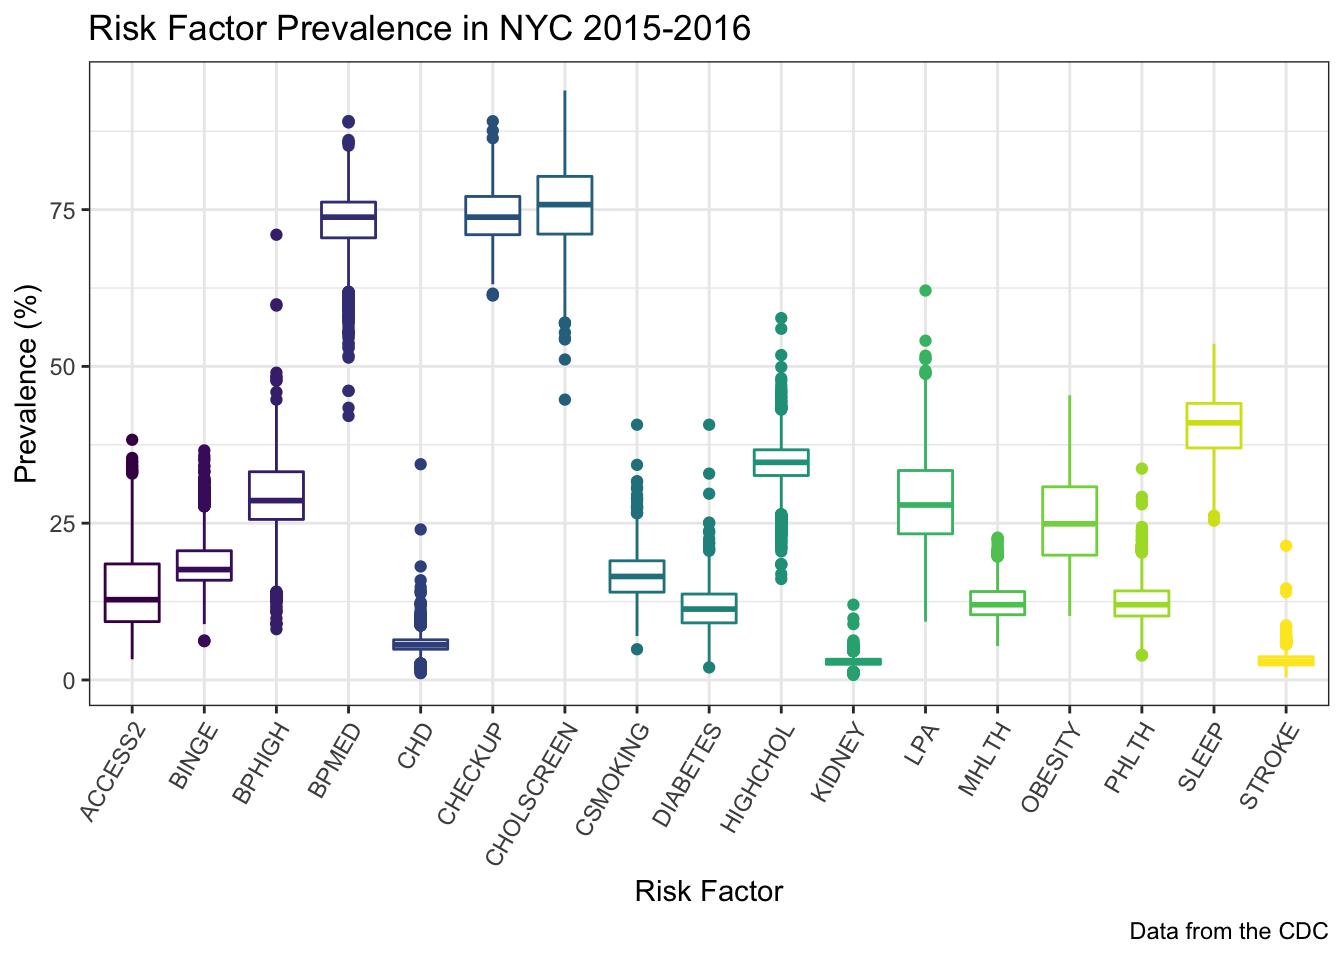 Risk Factor Prevalence in NYC 2015-2016
Prevalence (%)
75
50
25
0
ACCESS2
BINGE
BPHIGH
BPMED
CHD
CHECKUP
CHOLSCREEN
CSMOKING
DIABETES
HIGHCHOL
KIDNEY
LPA
MHLTH
OBESITY
PHLTH
SLEEP
STROKE
Risk Factor
Data from the CDC